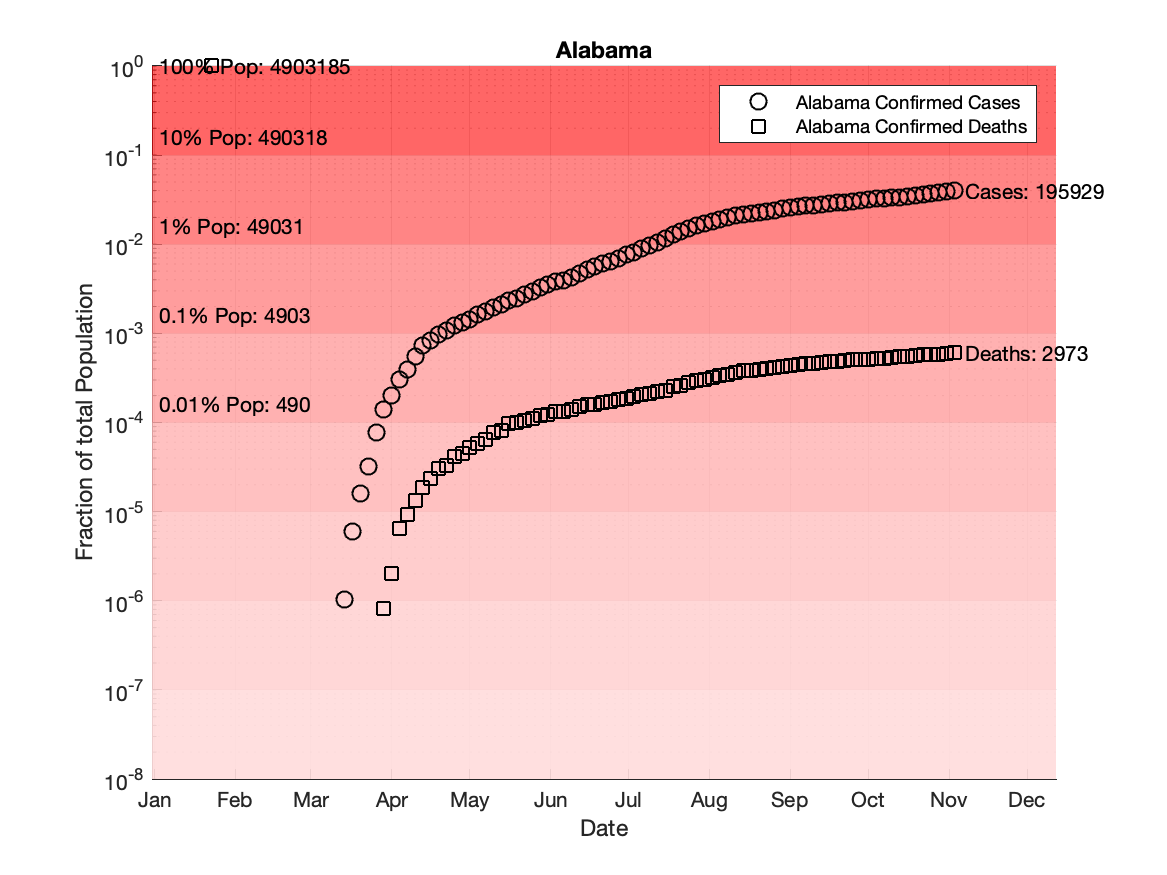 Alabama
10^0
100% Pop: 4903185
Alabama Confirmed Cases
Alabama Confirmed Deaths
10% Pop: 490318
10^-1
Cases: 195929
1% Pop: 49031
10^-2
0.1% Pop: 4903
10^-3
Deaths: 2973
0.01% Pop: 490
10^-4
10^-5
10^-6
10^-7
10^-8
Fraction of total Population
Jan Feb Mar Apr May Jun Jul Aug Sep Oct Nov Dec
Date